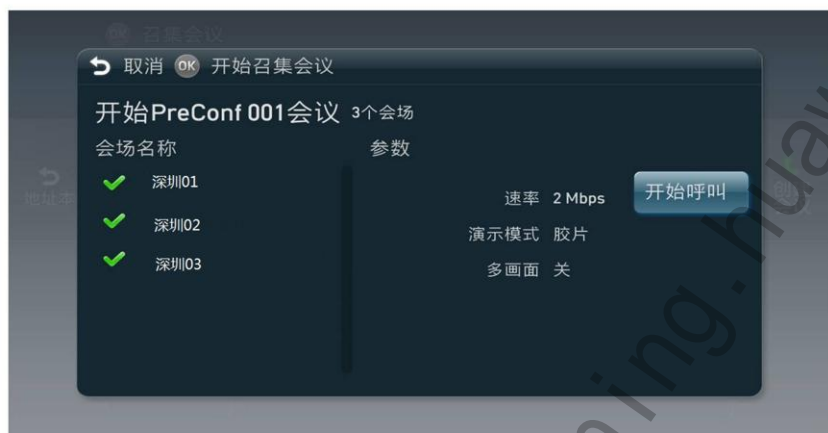 OK 召集会议
取消 OK 开始召集会议
开始PreConf 001会议 3个会场
会场名称 参数
深圳01
速率 2 Mbps 开始呼叫
地址本
深圳02
演示模式 胶片
深圳03
多画面 关
ning.hua